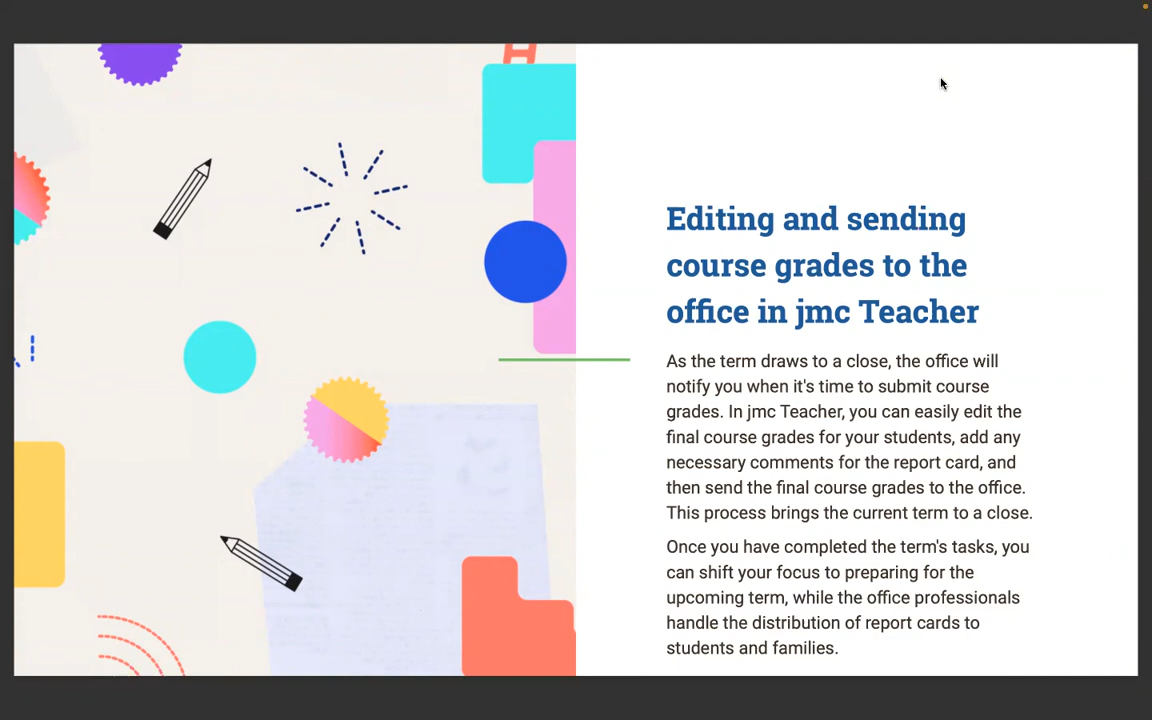 Editing and sending
course grades to the
office in jmc Teacher
As the term draws to a close, the office will
notify you when it's time to submit course
grades. In jmc Teacher, you can easily edit the
final course grades for your students, add any
necessary comments for the report card, and
then send the final course grades to the office.
This process brings the current term to a close.
Once you have completed the term's tasks, you
can shift your focus to preparing for the
upcoming term, while the office professionals
handle the distribution of report cards to
students and families.